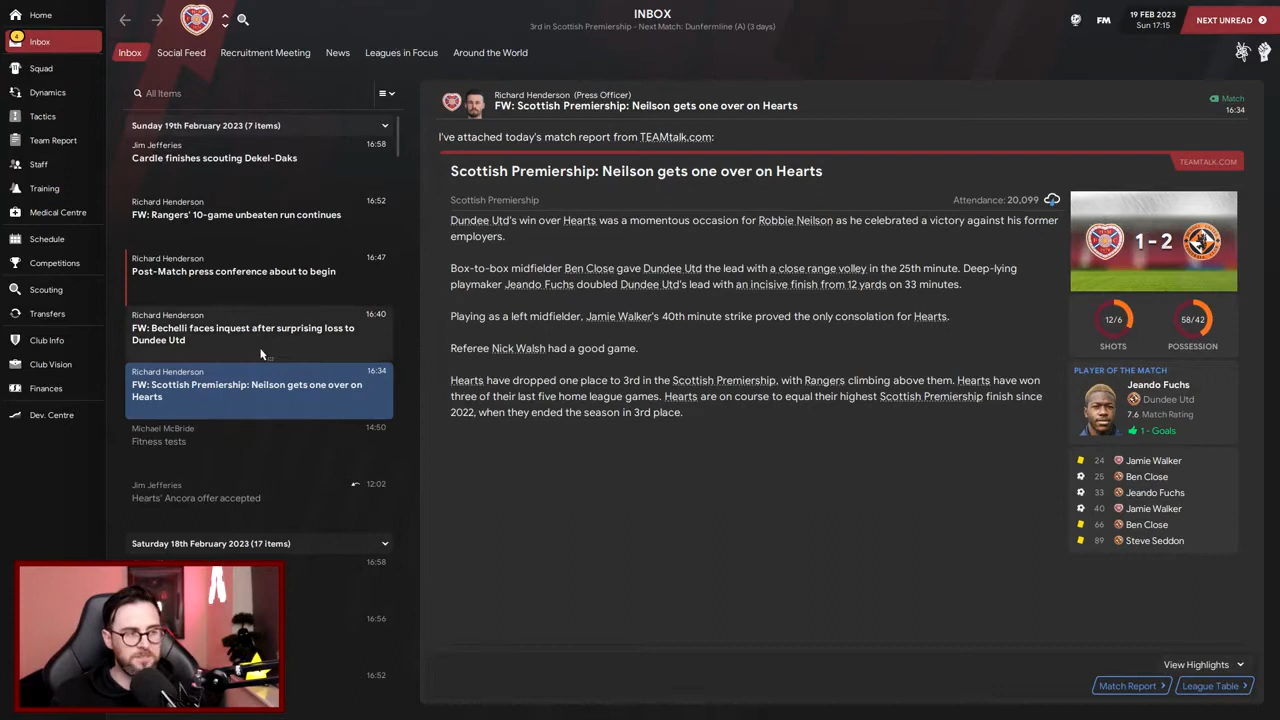 INBOX
3rd in Scottish Premiership - Next Match: Dunfermline (A) (3 days)
FM
19 FEB 2023
Sun 17:15
NEXT UNREAD
Home
4
Inbox
Squad
Dynamics
Tactics
Team Report
Staff
Training
Medical Centre
Schedule
Competitions
Scouting
Transfers
Club Info
Club Vision
Finances
Dev. Centre
Inbox
Social Feed
Recruitment Meeting
News
Leagues in Focus
Around the World
All Items
Sunday 19th February 2023 (7 items)
Jim Jefferies
16:58
Cardle finishes scouting Dekel-Daks
Richard Henderson
16:52
FW: Rangers' 10-game unbeaten run continues
Richard Henderson
16:47
Post-Match press conference about to begin
Richard Henderson
16:40
FW: Bechelli faces inquest after surprising loss to
Dundee Utd
Richard Henderson
16:34
FW: Scottish Premiership: Neilson gets one over on
Hearts
Michael McBride
14:50
Fitness tests
Jim Jefferies
12:02
Hearts' Ancora offer accepted
Saturday 18th February 2023 (17 items)
16:58
16:56
16:52
Richard Henderson (Press Officer)
FW: Scottish Premiership: Neilson gets one over on Hearts
Match
16:34
I've attached today's match report from TEAMtalk.com:
TEAMTALK.COM
Scottish Premiership: Neilson gets one over on Hearts
Scottish Premiership
Attendance: 20,099
Dundee Utd's win over Hearts was a momentous occasion for Robbie Neilson as he celebrated a victory against his former
employers.
Box-to-box midfielder Ben Close gave Dundee Utd the lead with a close range volley in the 25th minute. Deep-lying
playmaker Jeando Fuchs doubled Dundee Utd's lead with an incisive finish from 12 yards on 33 minutes.
Playing as a left midfielder, Jamie Walker's 40th minute strike proved the only consolation for Hearts.
Referee Nick Walsh had a good game.
Hearts have dropped one place to 3rd in the Scottish Premiership, with Rangers climbing above them. Hearts have won
three of their last five home league games. Hearts are on course to equal their highest Scottish Premiership finish since
2022, when they ended the season in 3rd place.
1-2
12/6
58/42
SHOTS
POSSESSION
PLAYER OF THE MATCH
Jeando Fuchs
Dundee Utd
7.6 Match Rating
1 - Goals
24 Jamie Walker
25 Ben Close
33 Jeando Fuchs
40 Jamie Walker
66 Ben Close
89 Steve Seddon
View Highlights
Match Report
League Table